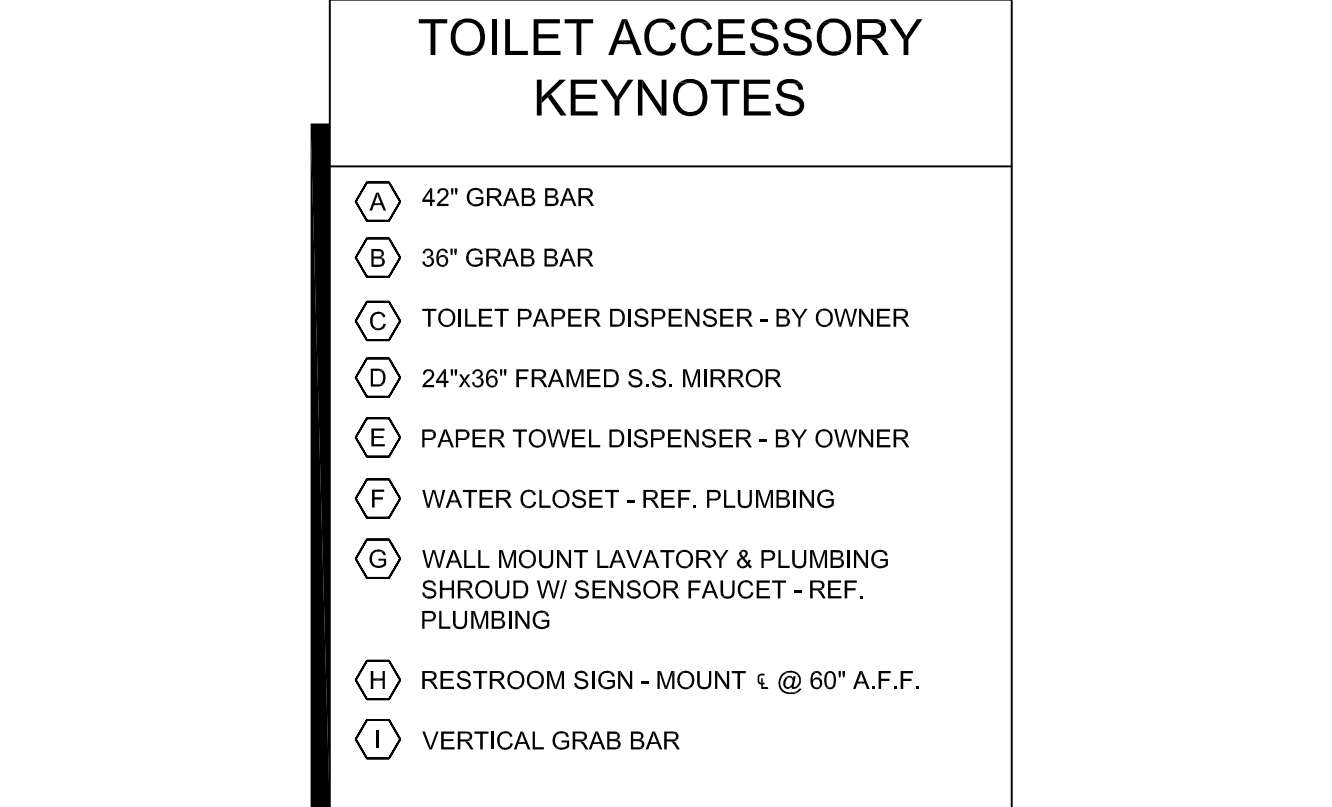 TOILET ACCESSORY
KEYNOTES
A 42" GRAB BAR
B 36" GRAB BAR
C TOILET PAPER DISPENSER - BY OWNER
D 24"x36" FRAMED S.S. MIRROR
E PAPER TOWEL DISPENSER - BY OWNER
F WATER CLOSET - REF. PLUMBING
G WALL MOUNT LAVATORY & PLUMBING
SHROUD W/ SENSOR FAUCET - REF.
PLUMBING
H RESTROOM SIGN - MOUNT ℄ @ 60" A.F.F.
I VERTICAL GRAB BAR